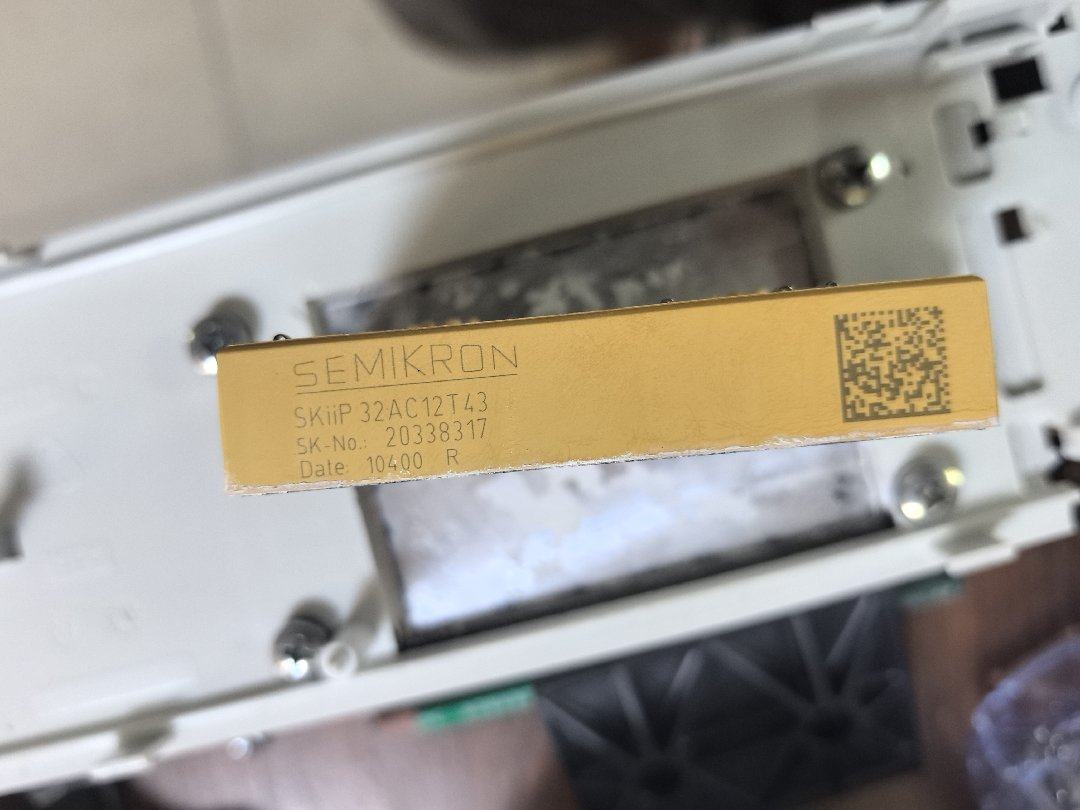 SEMIKRON
SKiiP 32AC12T43
SK-No.: 20338317
Date: 10400 R